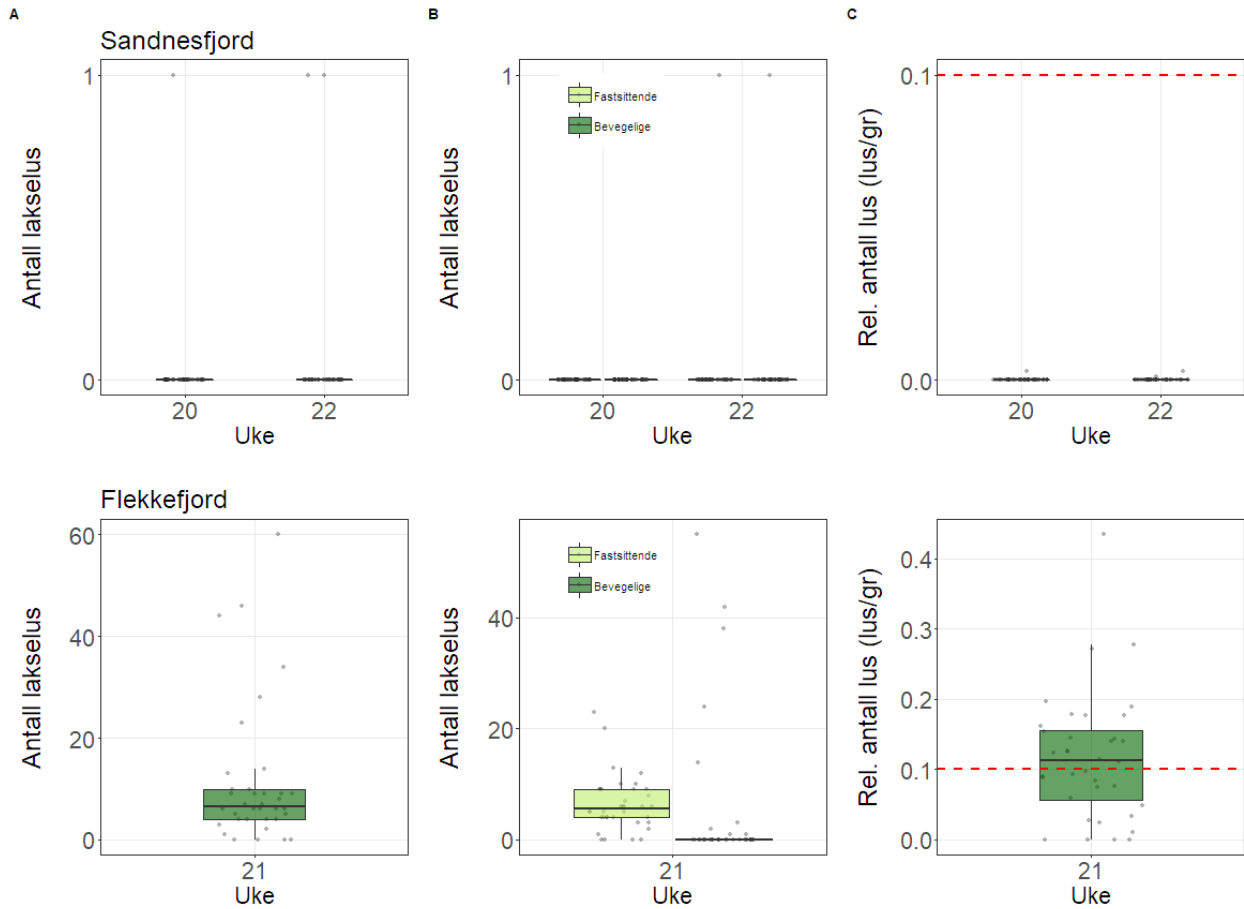 A
B
C
Sandnesfjord
Antall lakselus
1
0
20
22
Uke
Antall lakselus
1
0
Fastsittende
Bevegelige
20
22
Uke
Rel. antall lus (lus/gr)
0.1
0.0
20
22
Uke
Flekkefjord
Antall lakselus
60
40
20
0
21
Uke
Antall lakselus
40
20
0
Fastsittende
Bevegelige
21
Uke
Rel. antall lus (lus/gr)
0.4
0.3
0.2
0.1
0.0
21
Uke